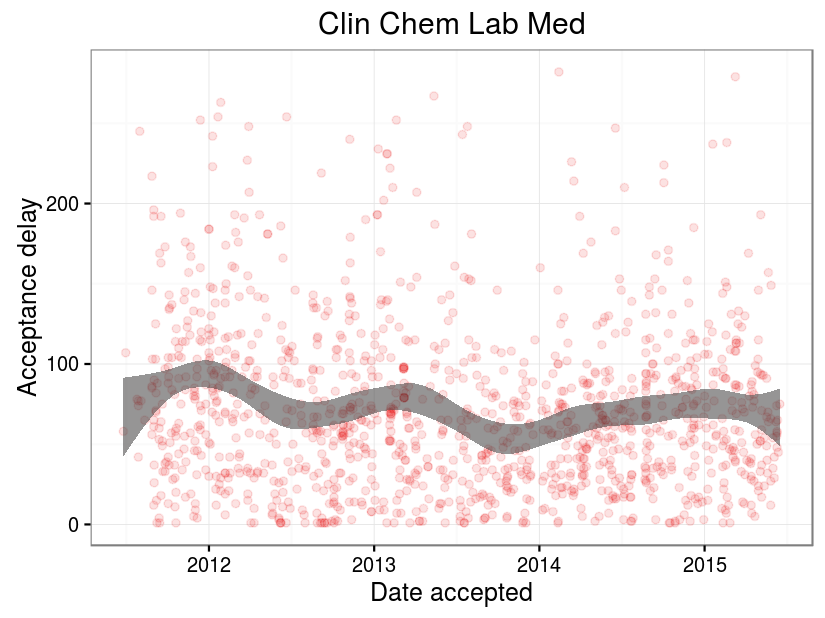 Clin Chem Lab Med
Acceptance delay
200
100
0
2012 2013 2014 2015
Date accepted